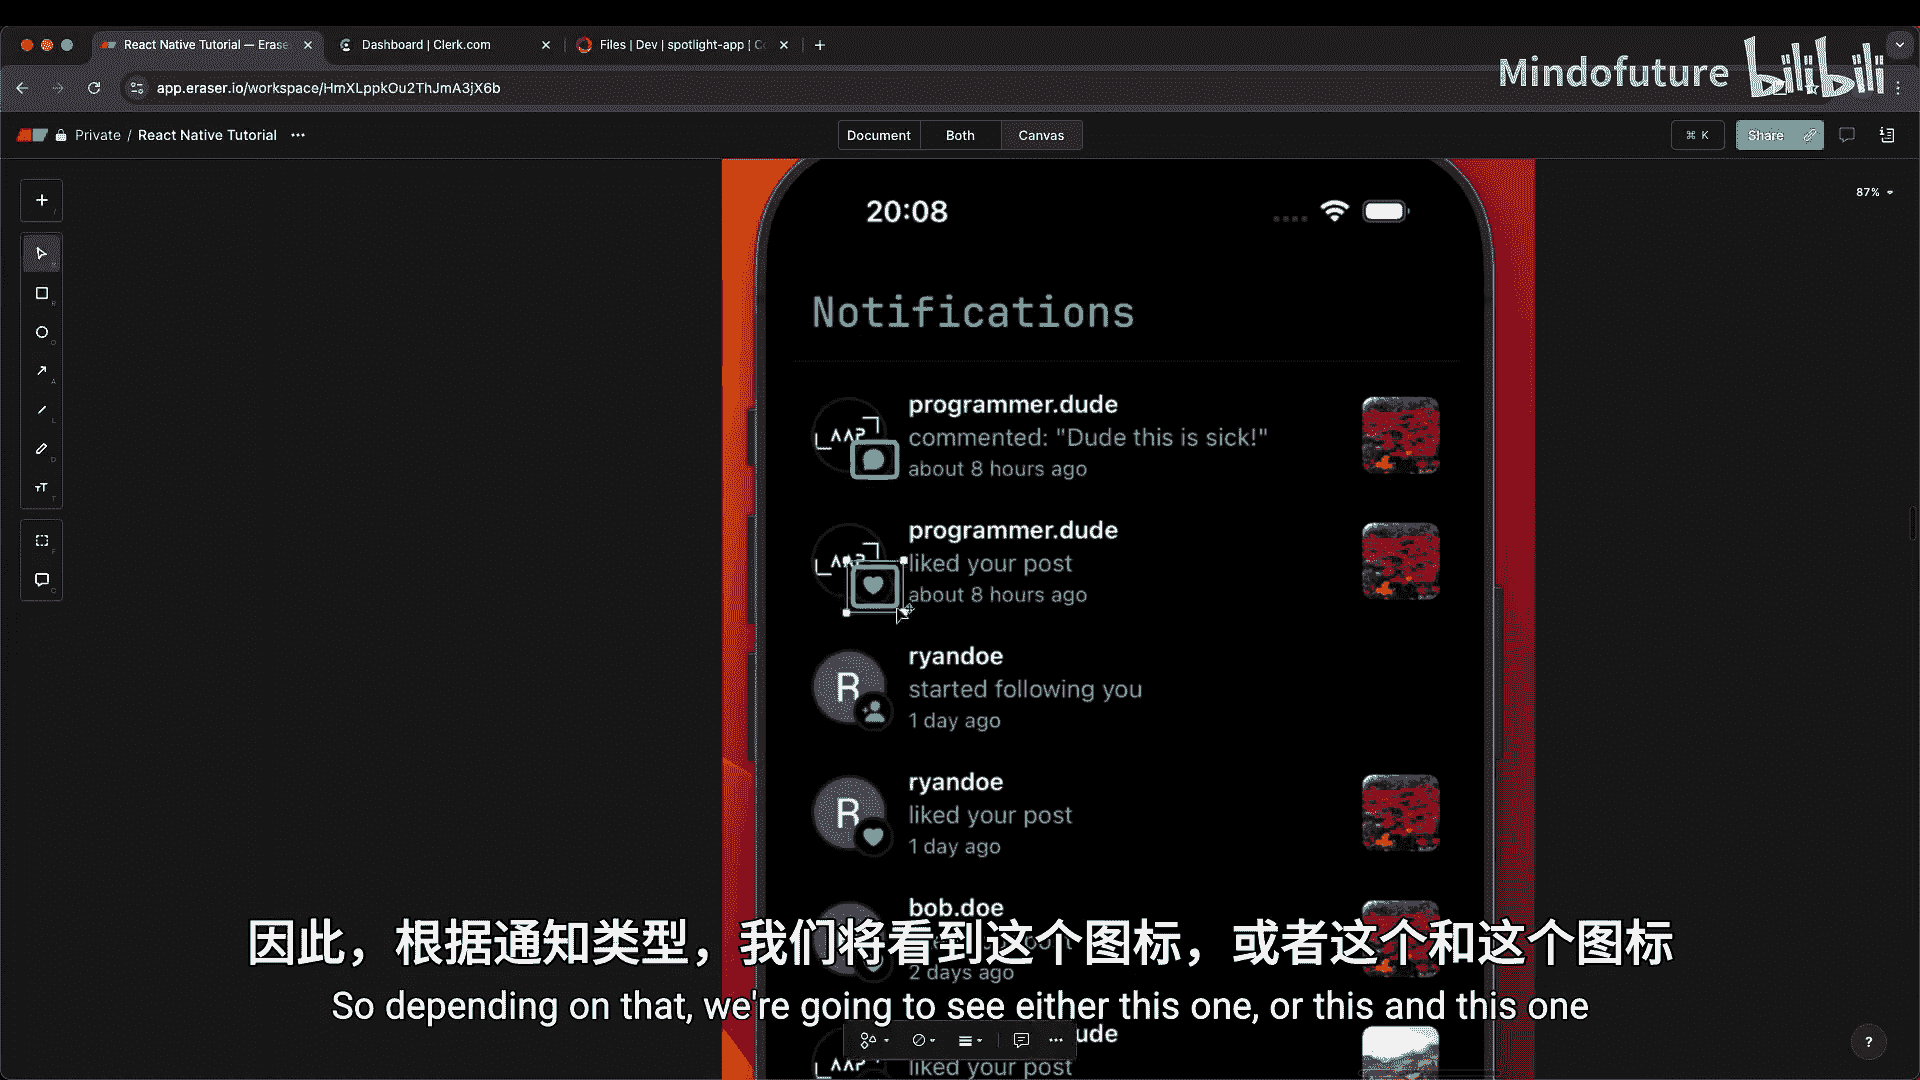 React Native Tutorial — Erase
Dashboard | Clerk.com
Files | Dev | spotlight-app | Co
Mindofuture bilibili
app.eraser.io/workspace/HmXLppkOu2ThJmA3jX6b
Private / React Native Tutorial
Document
Both
Canvas
⌘ K
Share
87%
20:08
Notifications
programmer.dude
commented: "Dude this is sick!"
about 8 hours ago
programmer.dude
liked your post
about 8 hours ago
R
ryandoe
started following you
1 day ago
R
ryandoe
liked your post
1 day ago
bob.doe
2 days ago
因此，根据通知类型，我们将看到这个图标，或者这个和这个图标
So depending on that, we're going to see either this one, or this and this one
ude
liked your post
?